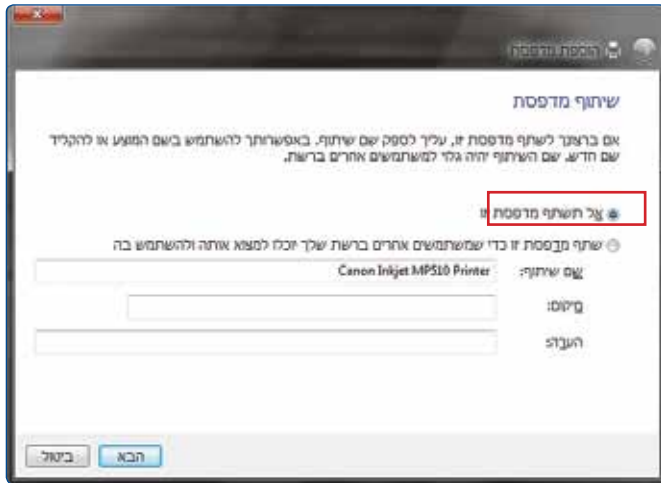 הוספת מדפסת
שיתוף מדפסת
אם ברצונך לשתף מדפסת זו, עליך לספק שם שיתוף. באפשרותך להשתמש בשם המוצע או להקליד
שם חדש. שם השיתוף יהיה גלוי למשתמשים אחרים ברשת.
אל תשתף מדפסת זו
שתף מדפסת זו כדי שמשתמשים אחרים ברשת שלך יוכלו למצוא אותה ולהשתמש בה
שם שיתוף: Canon Inkjet MP510 Printer
מיקום:
הערה:
הבא ביטול